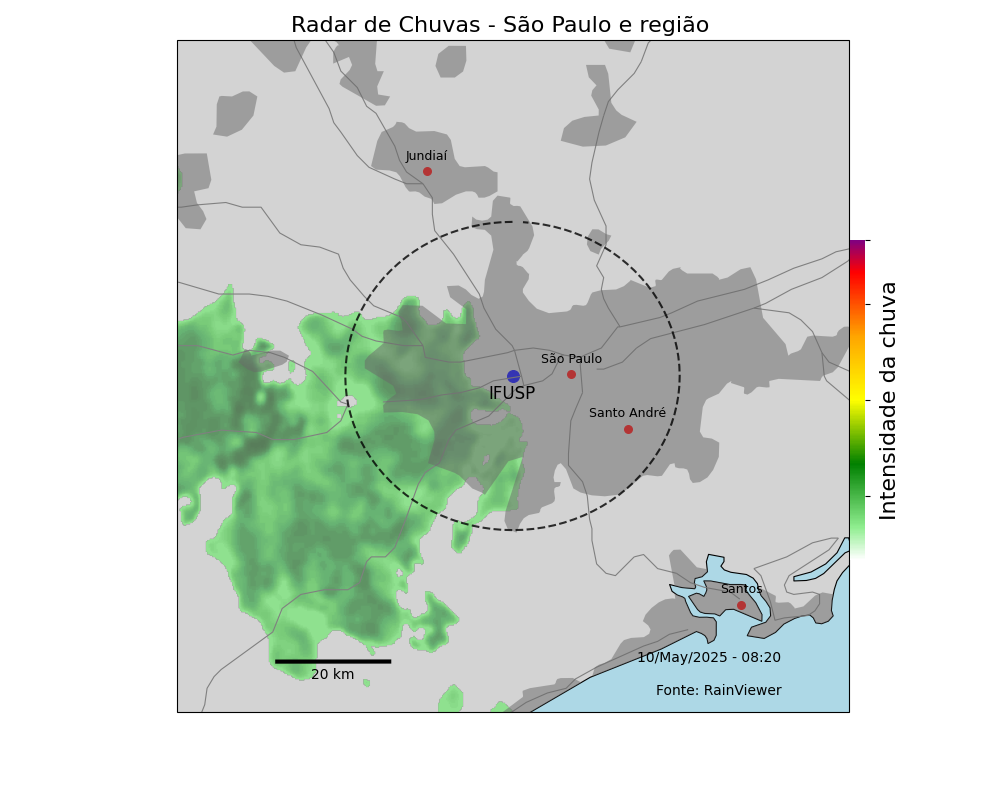 Radar de Chuvas - São Paulo e região
Jundiaí
São Paulo
IFUSP
Santo André
Intensidade da chuva
Santos
10/May/2025 - 08:20
20 km
Fonte: RainViewer